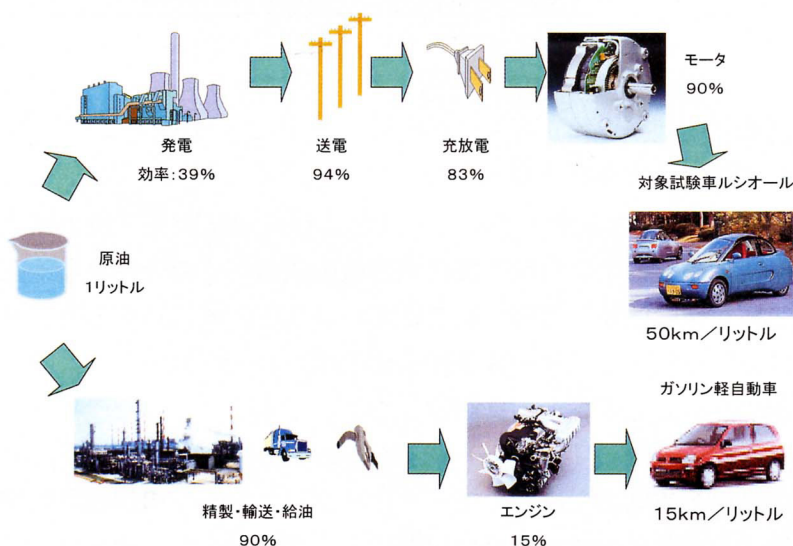 発電
効率:39%
送電
94%
充放電
83%
モータ
90%
対象試験車ルシオール
50km/リットル
原油
1リットル
精製・輸送・給油
90%
エンジン
15%
ガソリン軽自動車
15km/リットル